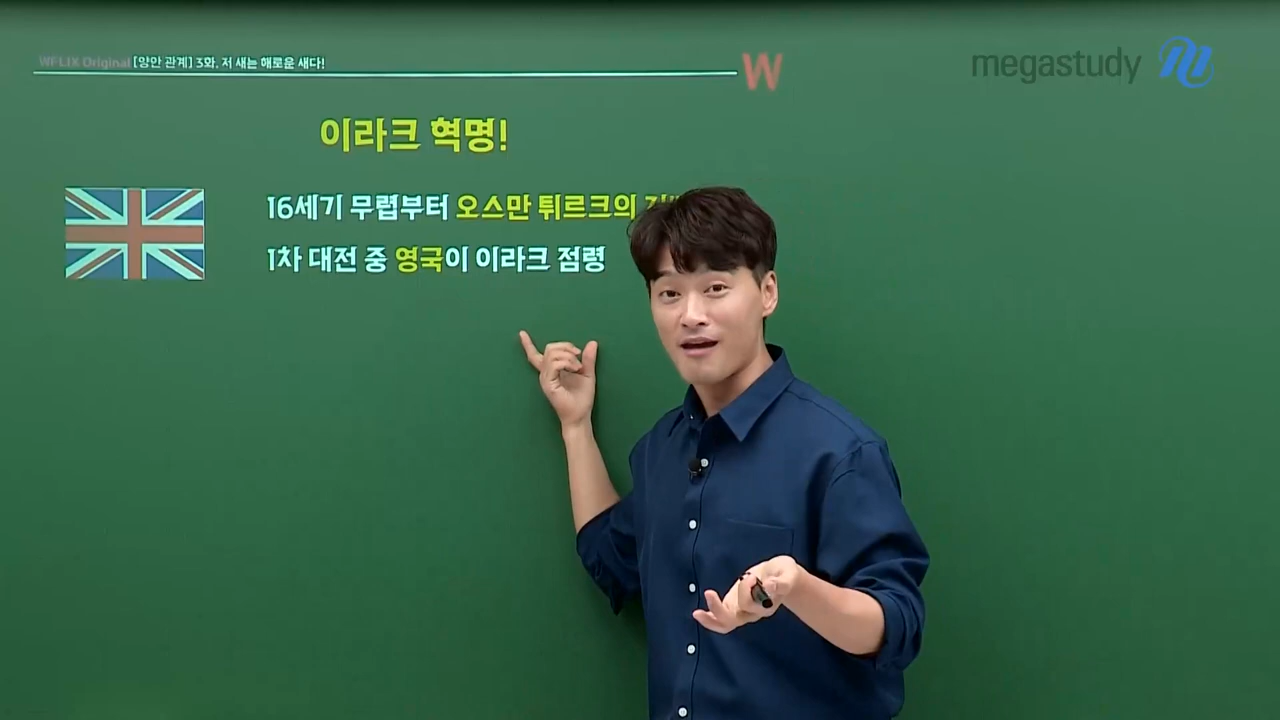 WFLIX Original [양안 관계] 3화. 저 새는 해로운 새다!
W
megastudy
이라크 혁명!
16세기 무렵부터 오스만 튀르크의
1차 대전 중 영국이 이라크 점령